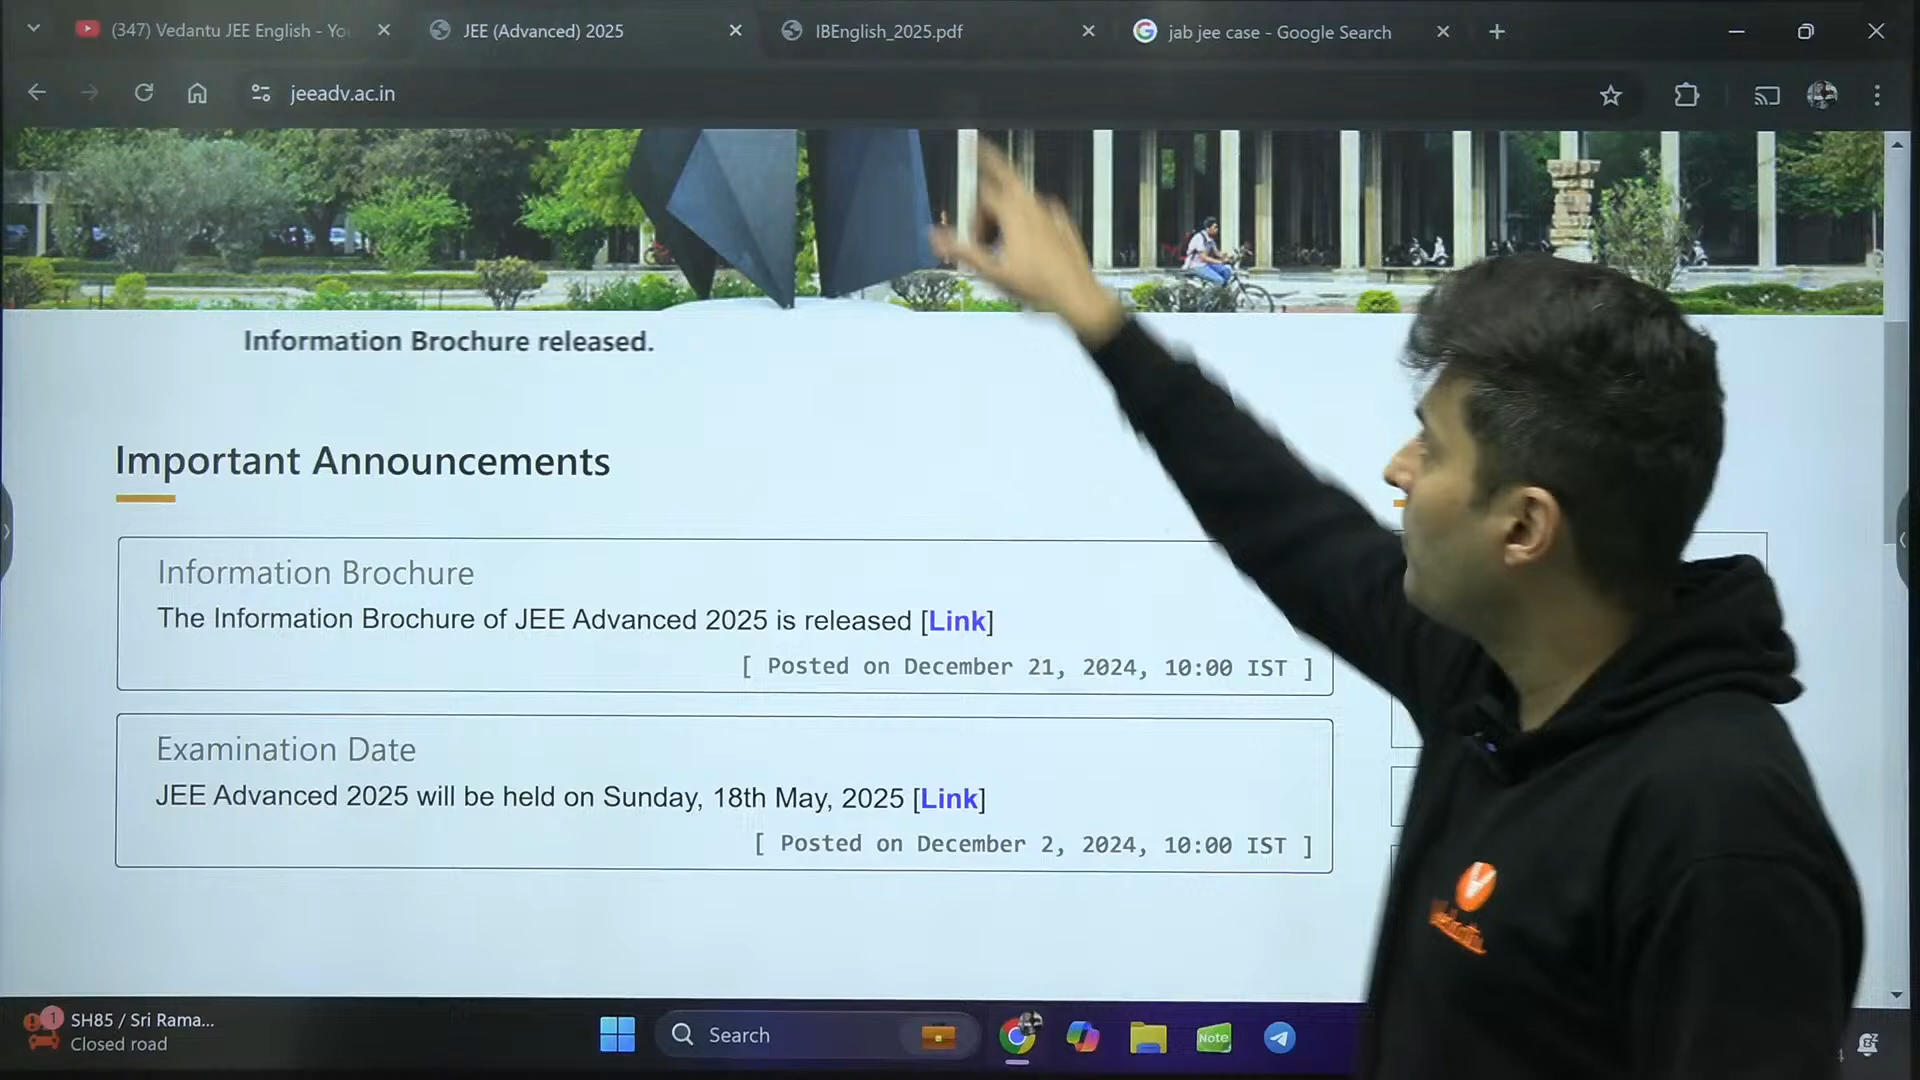 (347) Vedantu JEE English - Yo
JEE (Advanced) 2025
IBEnglish_2025.pdf
jab jee case - Google Search
jeeadv.ac.in
Information Brochure released.
Important Announcements
Information Brochure
The Information Brochure of JEE Advanced 2025 is released [Link]
[ Posted on December 21, 2024, 10:00 IST ]
Examination Date
JEE Advanced 2025 will be held on Sunday, 18th May, 2025 [Link]
[ Posted on December 2, 2024, 10:00 IST ]
1
SH85 / Sri Rama...
Closed road
Search
Note